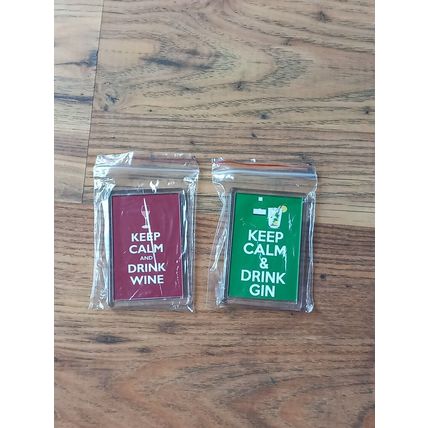 KEEP
CALM
AND
DRINK
WINE
KEEP
CALM
&
DRINK
GIN